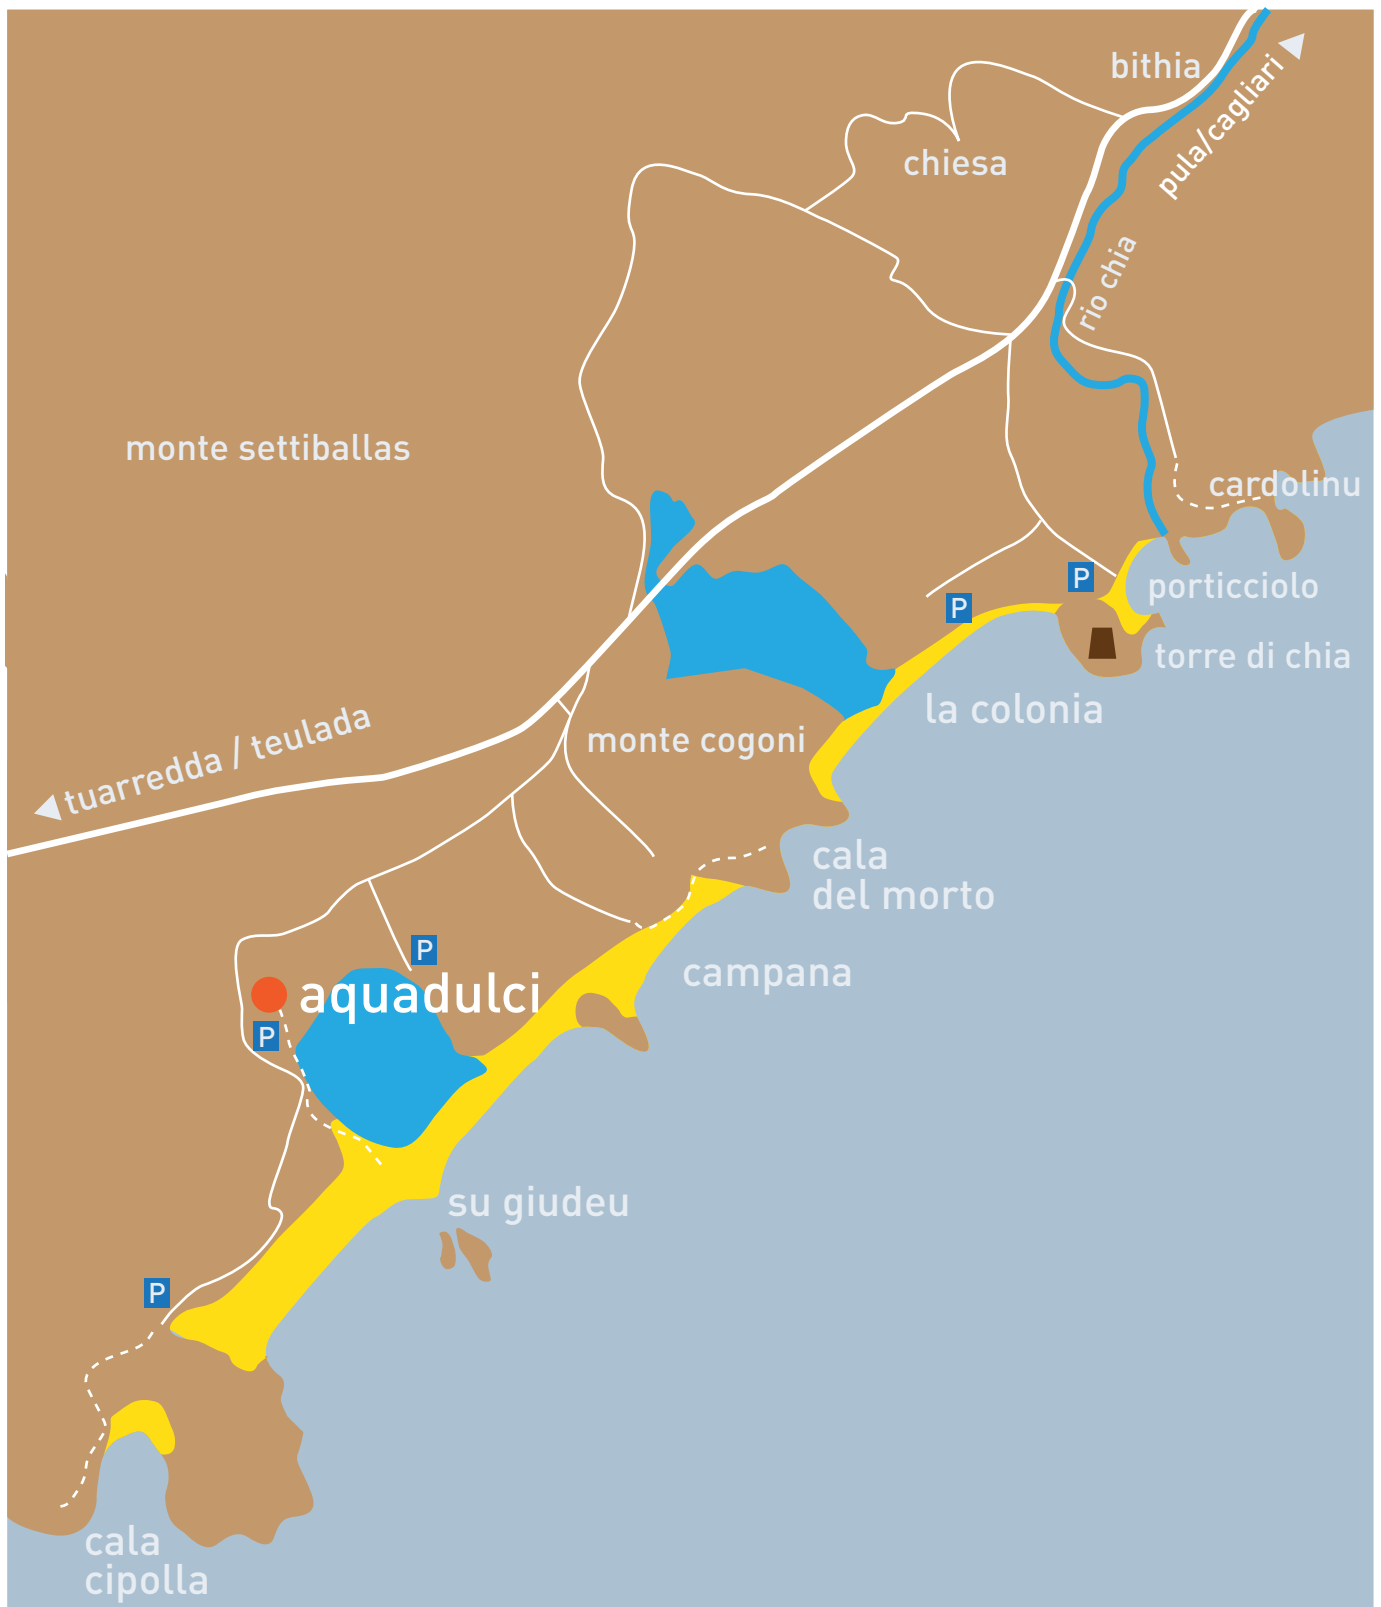 bithia
pula/cagliari
chiesa
rio chia
monte settiballas
cardolinu
P
porticciolo
P
torre di chia
la colonia
tuarredda / teulada
monte cogoni
cala
del morto
P
campana
aquadulci
P
su giudeu
P
cala
cipolla